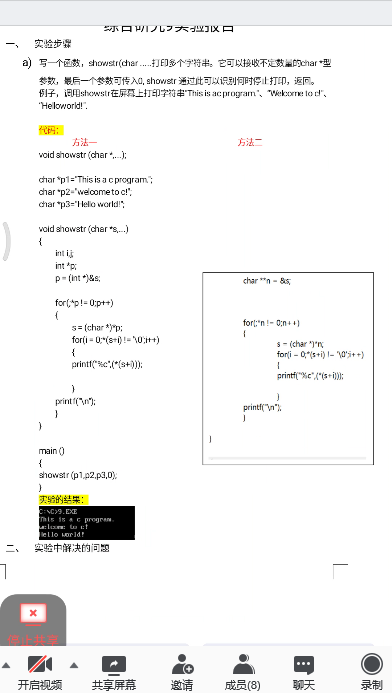 综合研究9实验报告
一、 实验步骤
a) 写一个函数，showstr(char .....打印多个字符串。它可以接收不定数量的char *型
参数，最后一个参数可传入0, showstr 通过此可以识别何时停止打印，返回。
例子，调用showstr在屏幕上打印字符串"This is ac program."、"Welcome to c!"、
"Helloworld!".
代码：
方法一 方法二
void showstr (char *,...);
char *p1="This is a c program.";
char *p2="welcome to c!";
char *p3="Hello world!";
void showstr (char *s,...)
{
int i,j;
int *p;
p = (int *)&s;
for(;*p != 0;p++)
{
s = (char *)*p;
for(i = 0;*(s+i) != '\0';i++)
{
printf("%c",(*(s+i)));
}
printf("\n");
}
}
char **n = &s;
for(;*n != 0;n++)
{
s = (char *)*n;
for(i = 0;*(s+i) != '\0';i++)
{
printf("%c",(*(s+i)));
}
printf("\n");
}
}
main ()
{
showstr (p1,p2,p3,0);
}
实验的结果：
C:\C>9.EXE
This is a c program.
welcome to c!
Hello world!
二、 实验中解决的问题
停止共享
开启视频 共享屏幕 邀请 成员(8) 聊天 录制